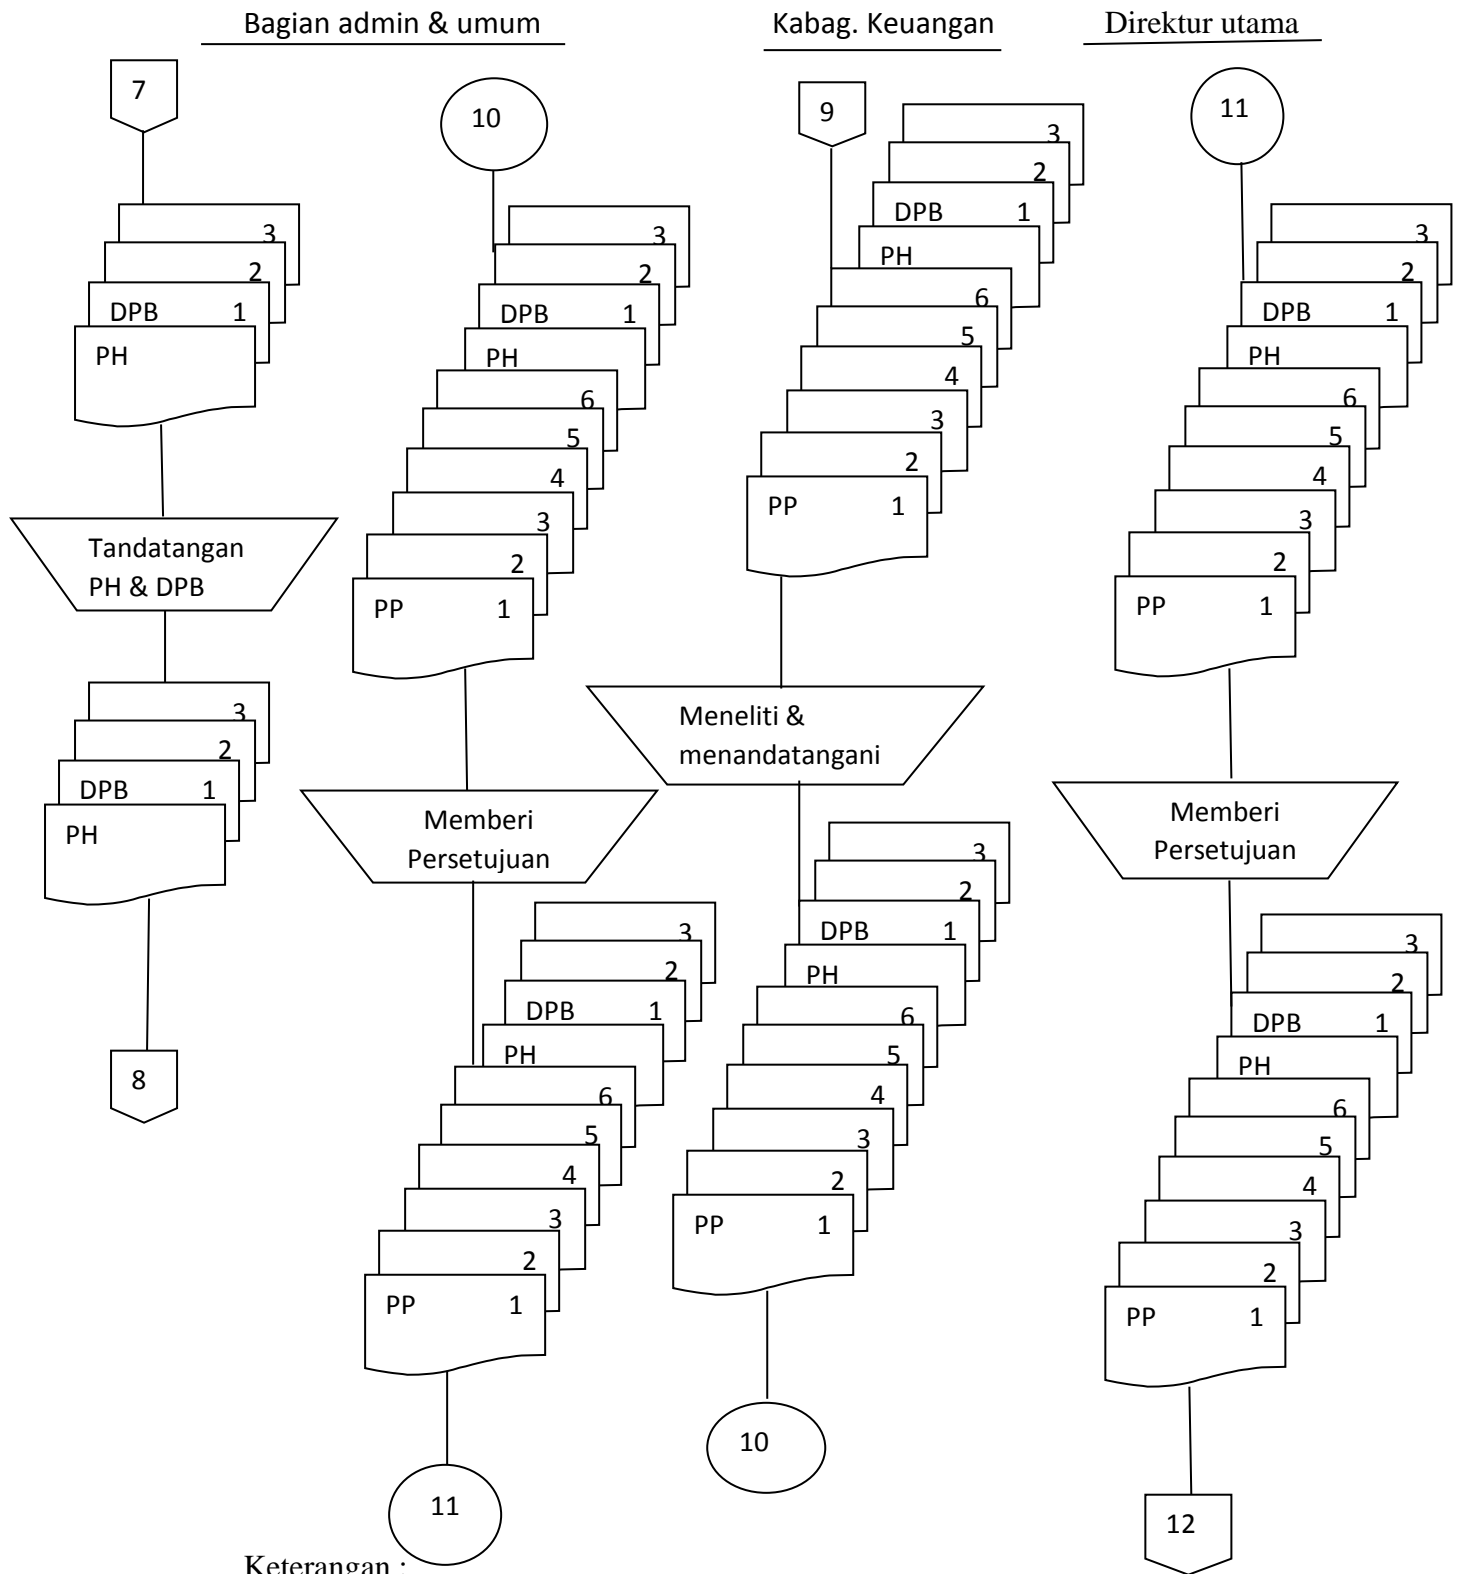 Bagian admin & umum
Kabag. Keuangan
Direktur utama
7
3
2
DPB 1
PH
Tandatangan
PH & DPB
3
2
DPB 1
PH
8
10
3
2
DPB 1
PH
6
5
4
3
2
PP 1
Memberi
Persetujuan
3
2
DPB 1
PH
6
5
4
3
2
PP 1
11
9
3
2
DPB 1
PH
6
5
4
3
2
PP 1
Meneliti &
menandatangani
3
2
DPB 1
PH
6
5
4
3
2
PP 1
10
11
3
2
DPB 1
PH
6
5
4
3
2
PP 1
Memberi
Persetujuan
3
2
DPB 1
PH
6
5
4
3
2
PP 1
12
Keterangan :